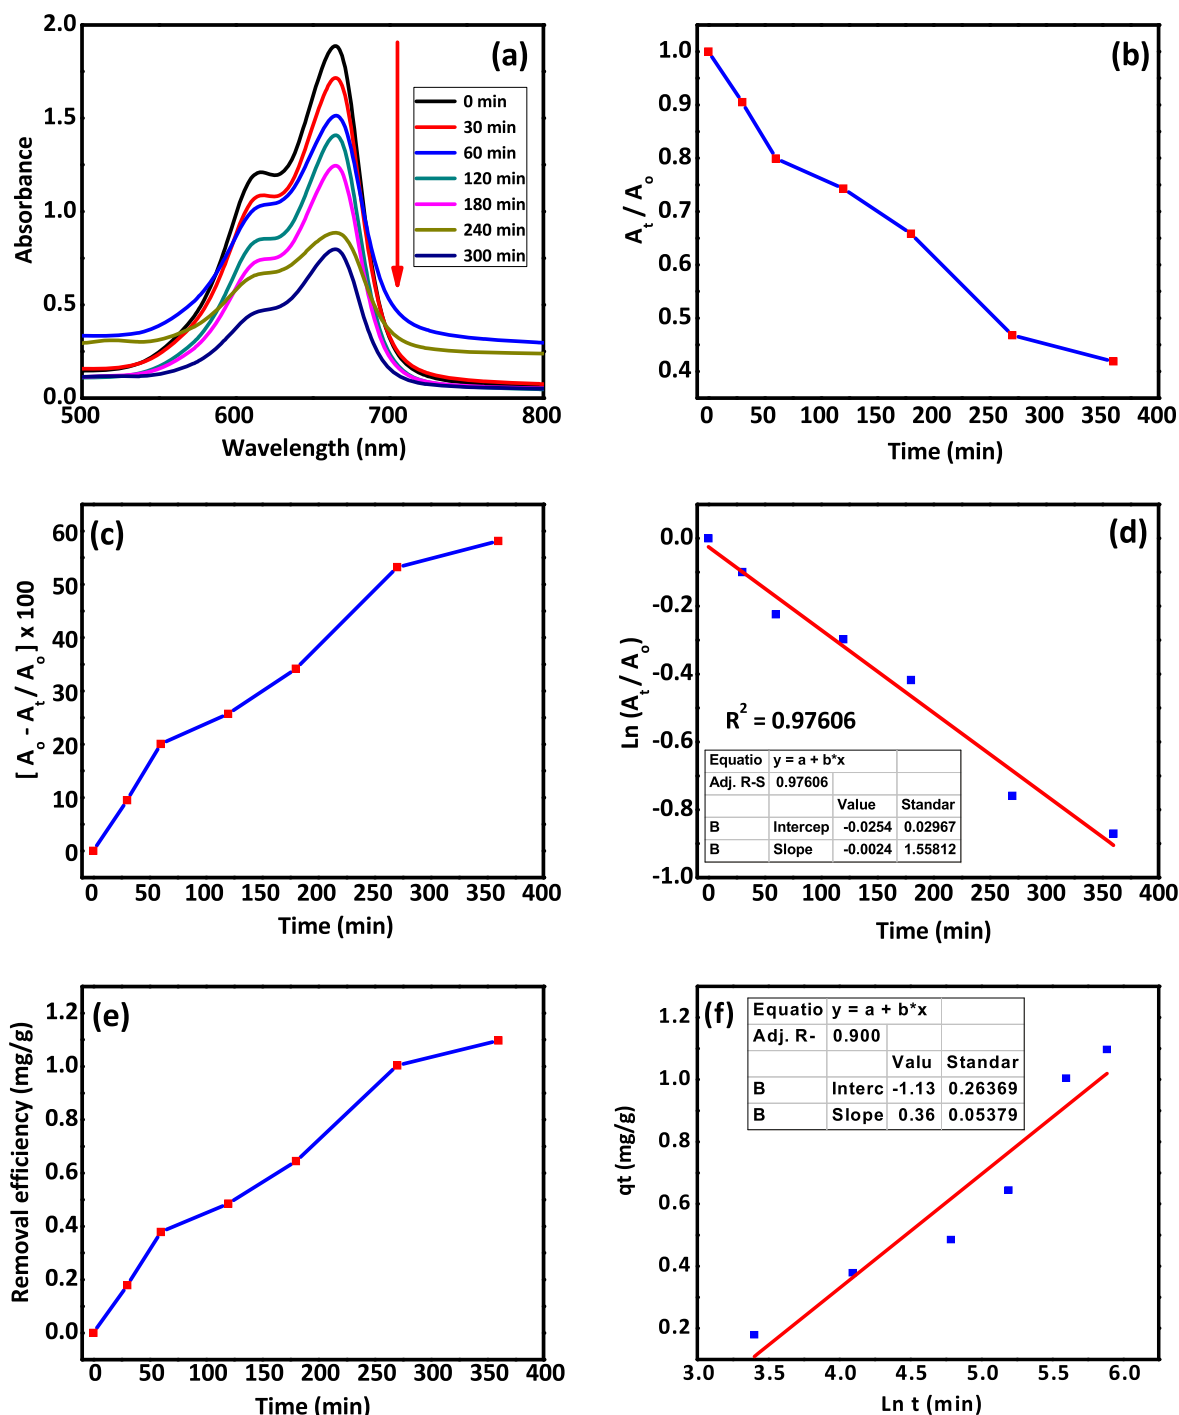 (a)
2.0
1.5
1.0
0.5
0.0
Absorbance
0 min
30 min
60 min
120 min
180 min
240 min
300 min
500 600 700 800
Wavelength (nm)
(b)
1.0
0.9
0.8
0.7
0.6
0.5
0.4
A_t / A_o
0 50 100 150 200 250 300 350 400
Time (min)
(c)
60
50
40
30
20
10
0
[ A_o - A_t / A_o ] x 100
0 50 100 150 200 250 300 350 400
Time (min)
(d)
0.0
-0.2
-0.4
-0.6
-0.8
-1.0
Ln (A_t / A_o)
R² = 0.97606
Equatio y = a + b*x
Adj. R-S 0.97606
Value Standar
B Intercep -0.0254 0.02967
B Slope -0.0024 1.55812
0 50 100 150 200 250 300 350 400
Time (min)
(e)
1.2
1.0
0.8
0.6
0.4
0.2
0.0
Removal efficiency (mg/g)
0 50 100 150 200 250 300 350 400
Time (min)
(f)
1.2
1.0
0.8
0.6
0.4
0.2
qt (mg/g)
Equatio y = a + b*x
Adj. R- 0.900
Valu Standar
B Interc -1.13 0.26369
B Slope 0.36 0.05379
3.0 3.5 4.0 4.5 5.0 5.5 6.0
Ln t (min)